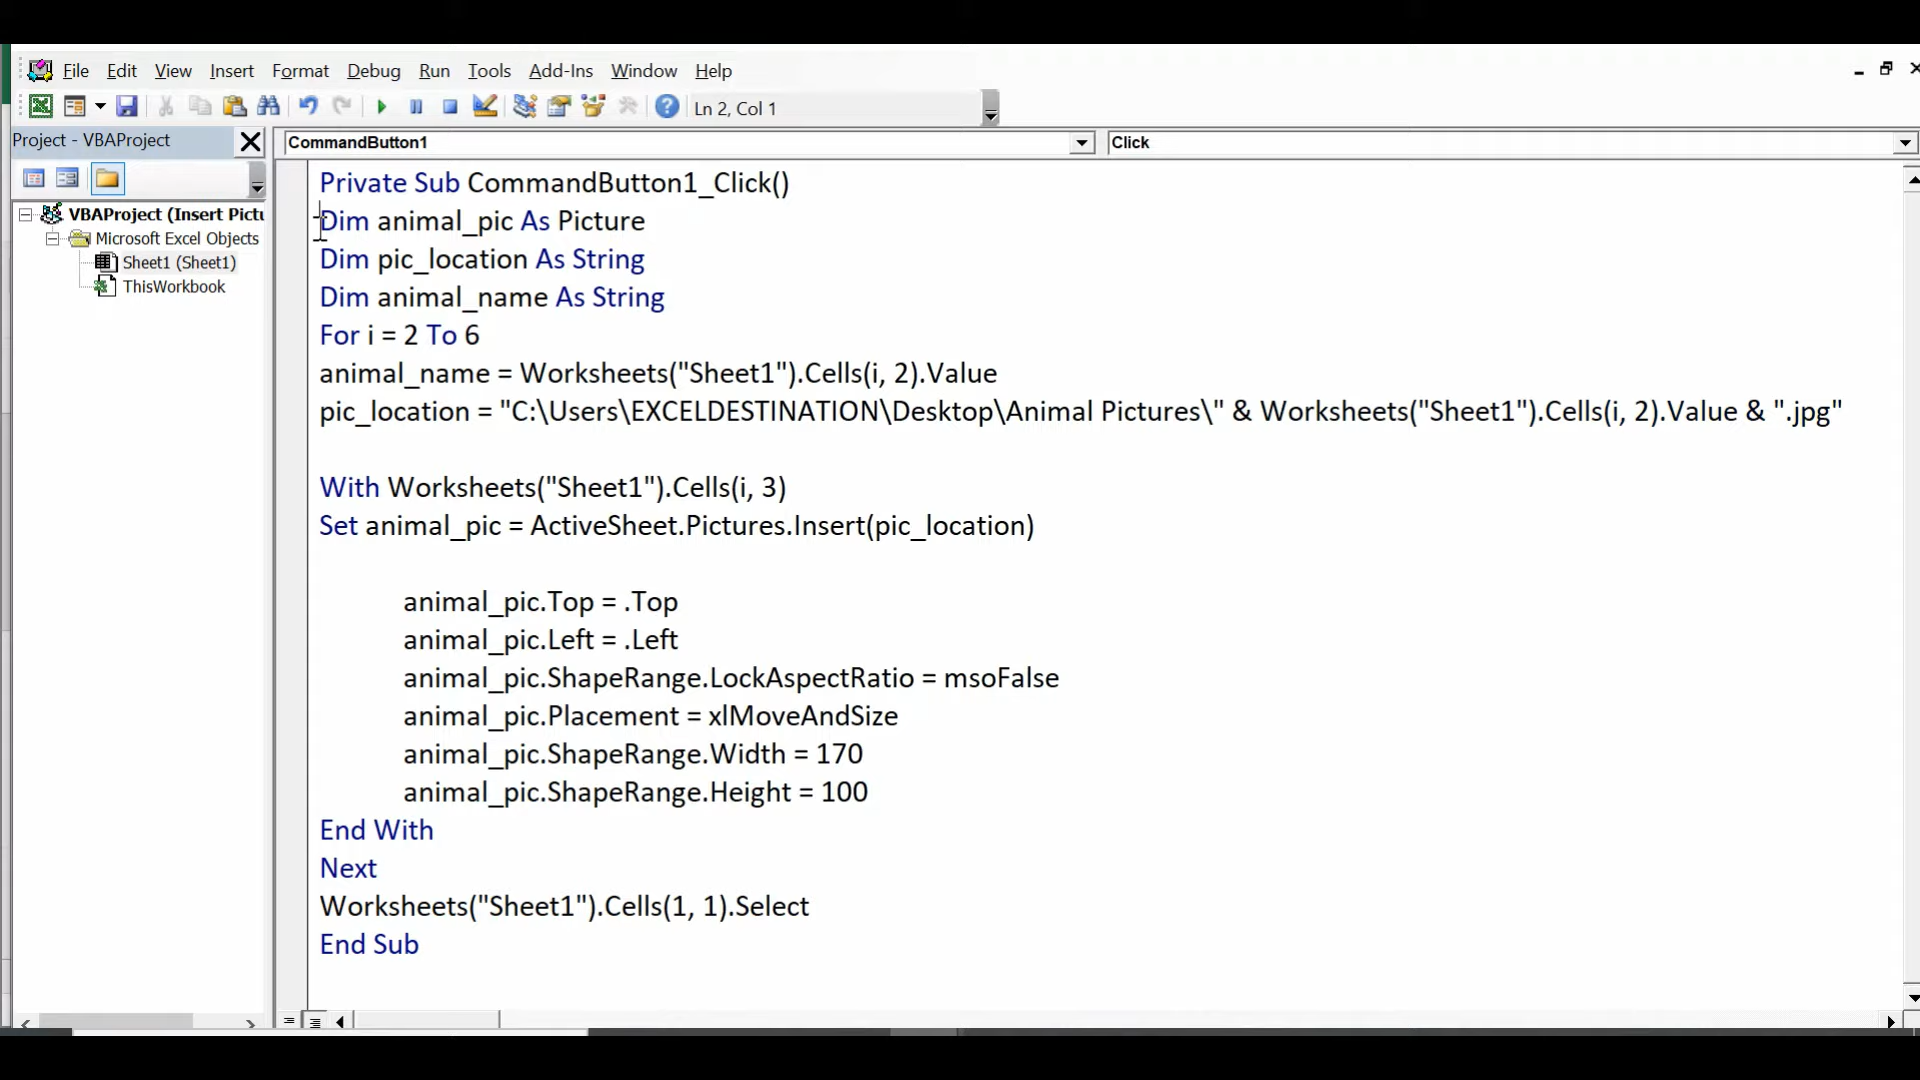 File Edit View Insert Format Debug Run Tools Add-Ins Window Help
Ln 2, Col 1
Project - VBAProject
CommandButton1 Click
VBAProject (Insert Pictu
Microsoft Excel Objects
Sheet1 (Sheet1)
ThisWorkbook
Private Sub CommandButton1_Click()
Dim animal_pic As Picture
Dim pic_location As String
Dim animal_name As String
For i = 2 To 6
animal_name = Worksheets("Sheet1").Cells(i, 2).Value
pic_location = "C:\Users\EXCELDESTINATION\Desktop\Animal Pictures\" & Worksheets("Sheet1").Cells(i, 2).Value & ".jpg"
With Worksheets("Sheet1").Cells(i, 3)
Set animal_pic = ActiveSheet.Pictures.Insert(pic_location)
animal_pic.Top = .Top
animal_pic.Left = .Left
animal_pic.ShapeRange.LockAspectRatio = msoFalse
animal_pic.Placement = xlMoveAndSize
animal_pic.ShapeRange.Width = 170
animal_pic.ShapeRange.Height = 100
End With
Next
Worksheets("Sheet1").Cells(1, 1).Select
End Sub